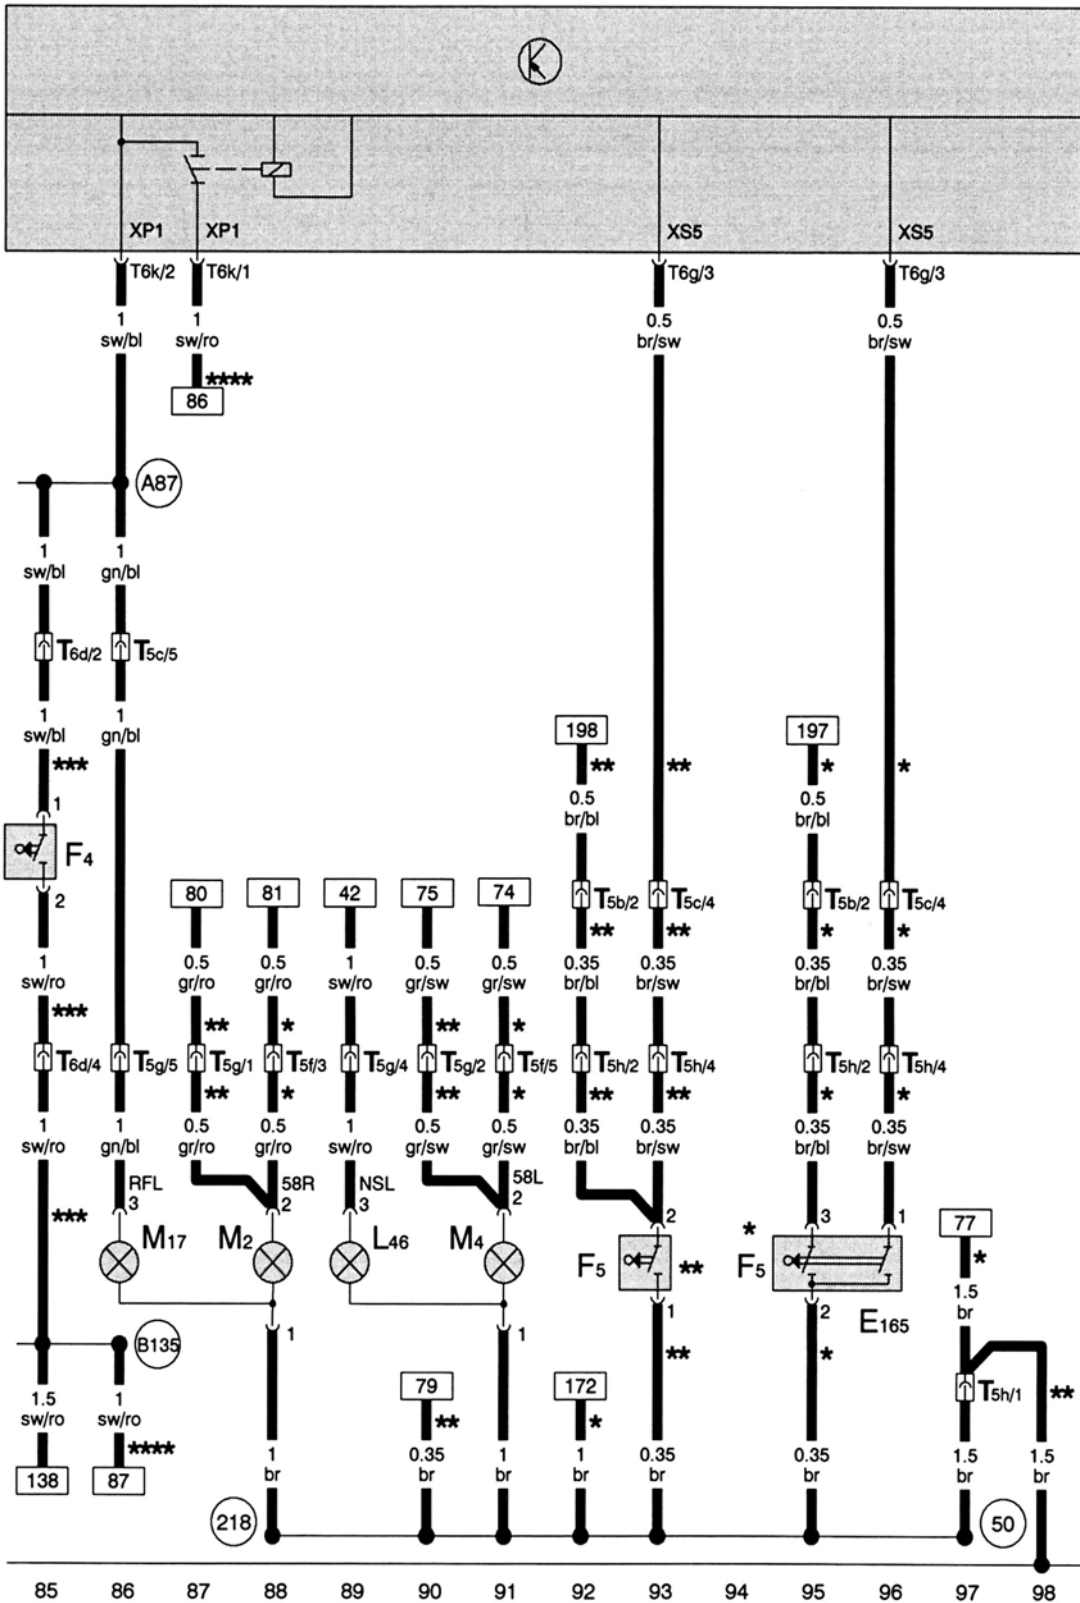 XP1 XP1 XS5 XS5
T6k/2 T6k/1 T6g/3 T6g/3
1 1 0.5 0.5
sw/bl sw/ro br/sw br/sw
****
86
A87
1 1
sw/bl gn/bl
T6d/2 T5c/5
1 1
sw/bl gn/bl
198 197
*** ** ** * *
0.5 0.5
br/bl br/bl
1
F4
80 81 42 75 74
2 T5b/2 T5c/4 T5b/2 T5c/4
** ** * *
1 0.5 0.5 1 0.5 0.5 0.35 0.35 0.35 0.35
sw/ro gr/ro gr/ro sw/ro gr/sw gr/sw br/bl br/sw br/bl br/sw
*** ** * ** *
T6d/4 T5g/5 T5g/1 T5f/3 T5g/4 T5g/2 T5f/5 T5h/2 T5h/4 T5h/2 T5h/4
** * ** * ** ** * *
1 1 0.5 0.5 1 0.5 0.5 0.35 0.35 0.35 0.35
sw/ro gn/bl gr/ro gr/ro sw/ro gr/sw gr/sw br/bl br/sw br/bl br/sw
RFL 58R NSL 58L
3 2 3 2
*** 2 * 3 1 77
M17 M2 L46 M4 F5 ** F5 *
1.5
br
1 1 1 2 E165
B135
** *
79 172 T5h/1 **
1.5 1
sw/ro sw/ro
** *
****
0.35 1
br br
1 1 0.35 0.35 1.5 1.5
br br br br br br
138 87
218 50
85 86 87 88 89 90 91 92 93 94 95 96 97 98